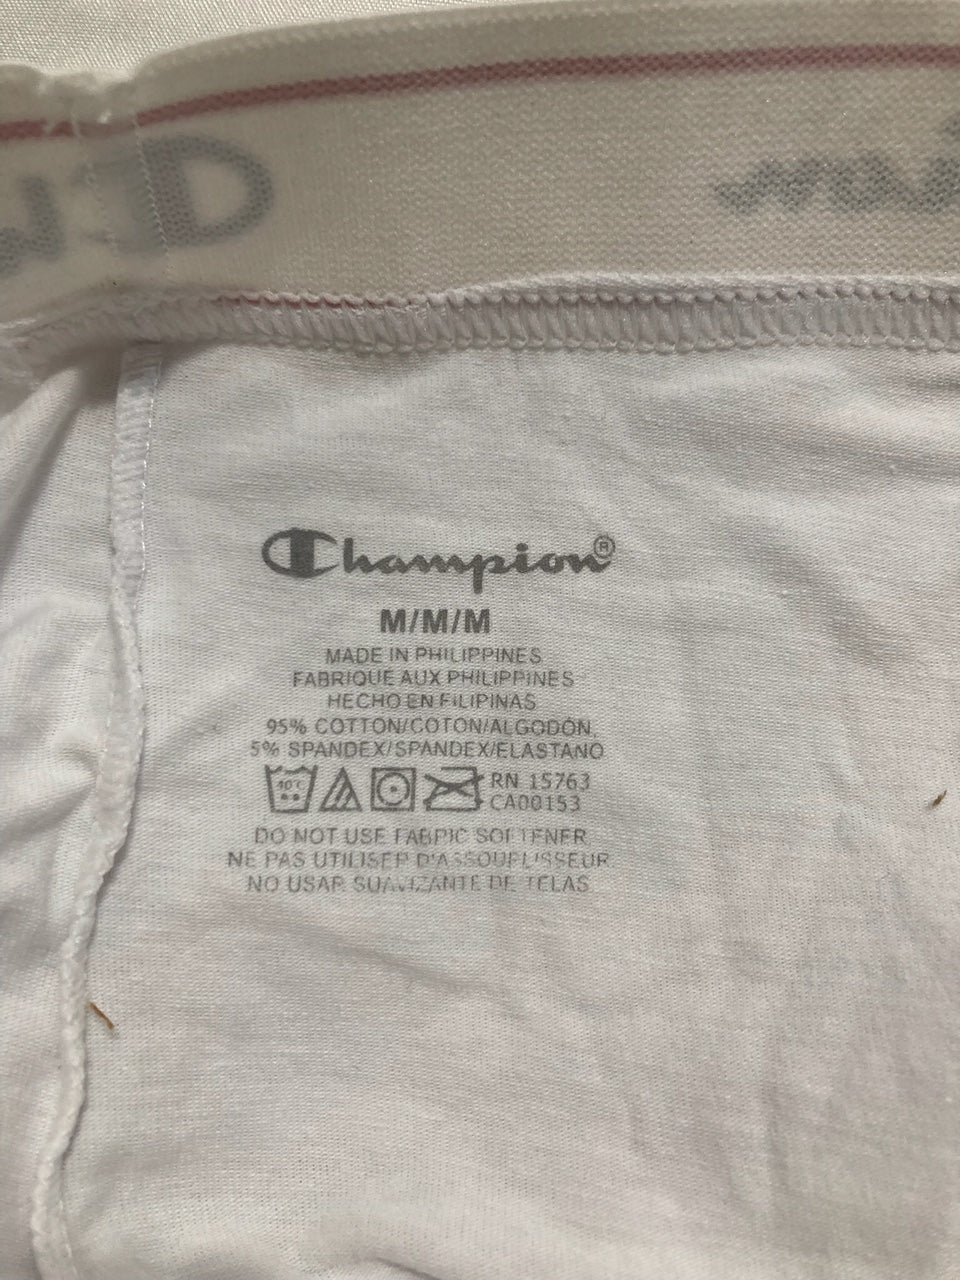 Champion®
M/M/M
MADE IN PHILIPPINES
FABRIQUE AUX PHILIPPINES
HECHO EN FILIPINAS
95% COTTON/COTON/ALGODÓN
5% SPANDEX/SPANDEX/ELASTANO
RN 15763
CA00153
DO NOT USE FABRIC SOFTENER
NE PAS UTILISER D'ASSOUPLISSEUR
NO USAR SUAVIZANTE DE TELAS